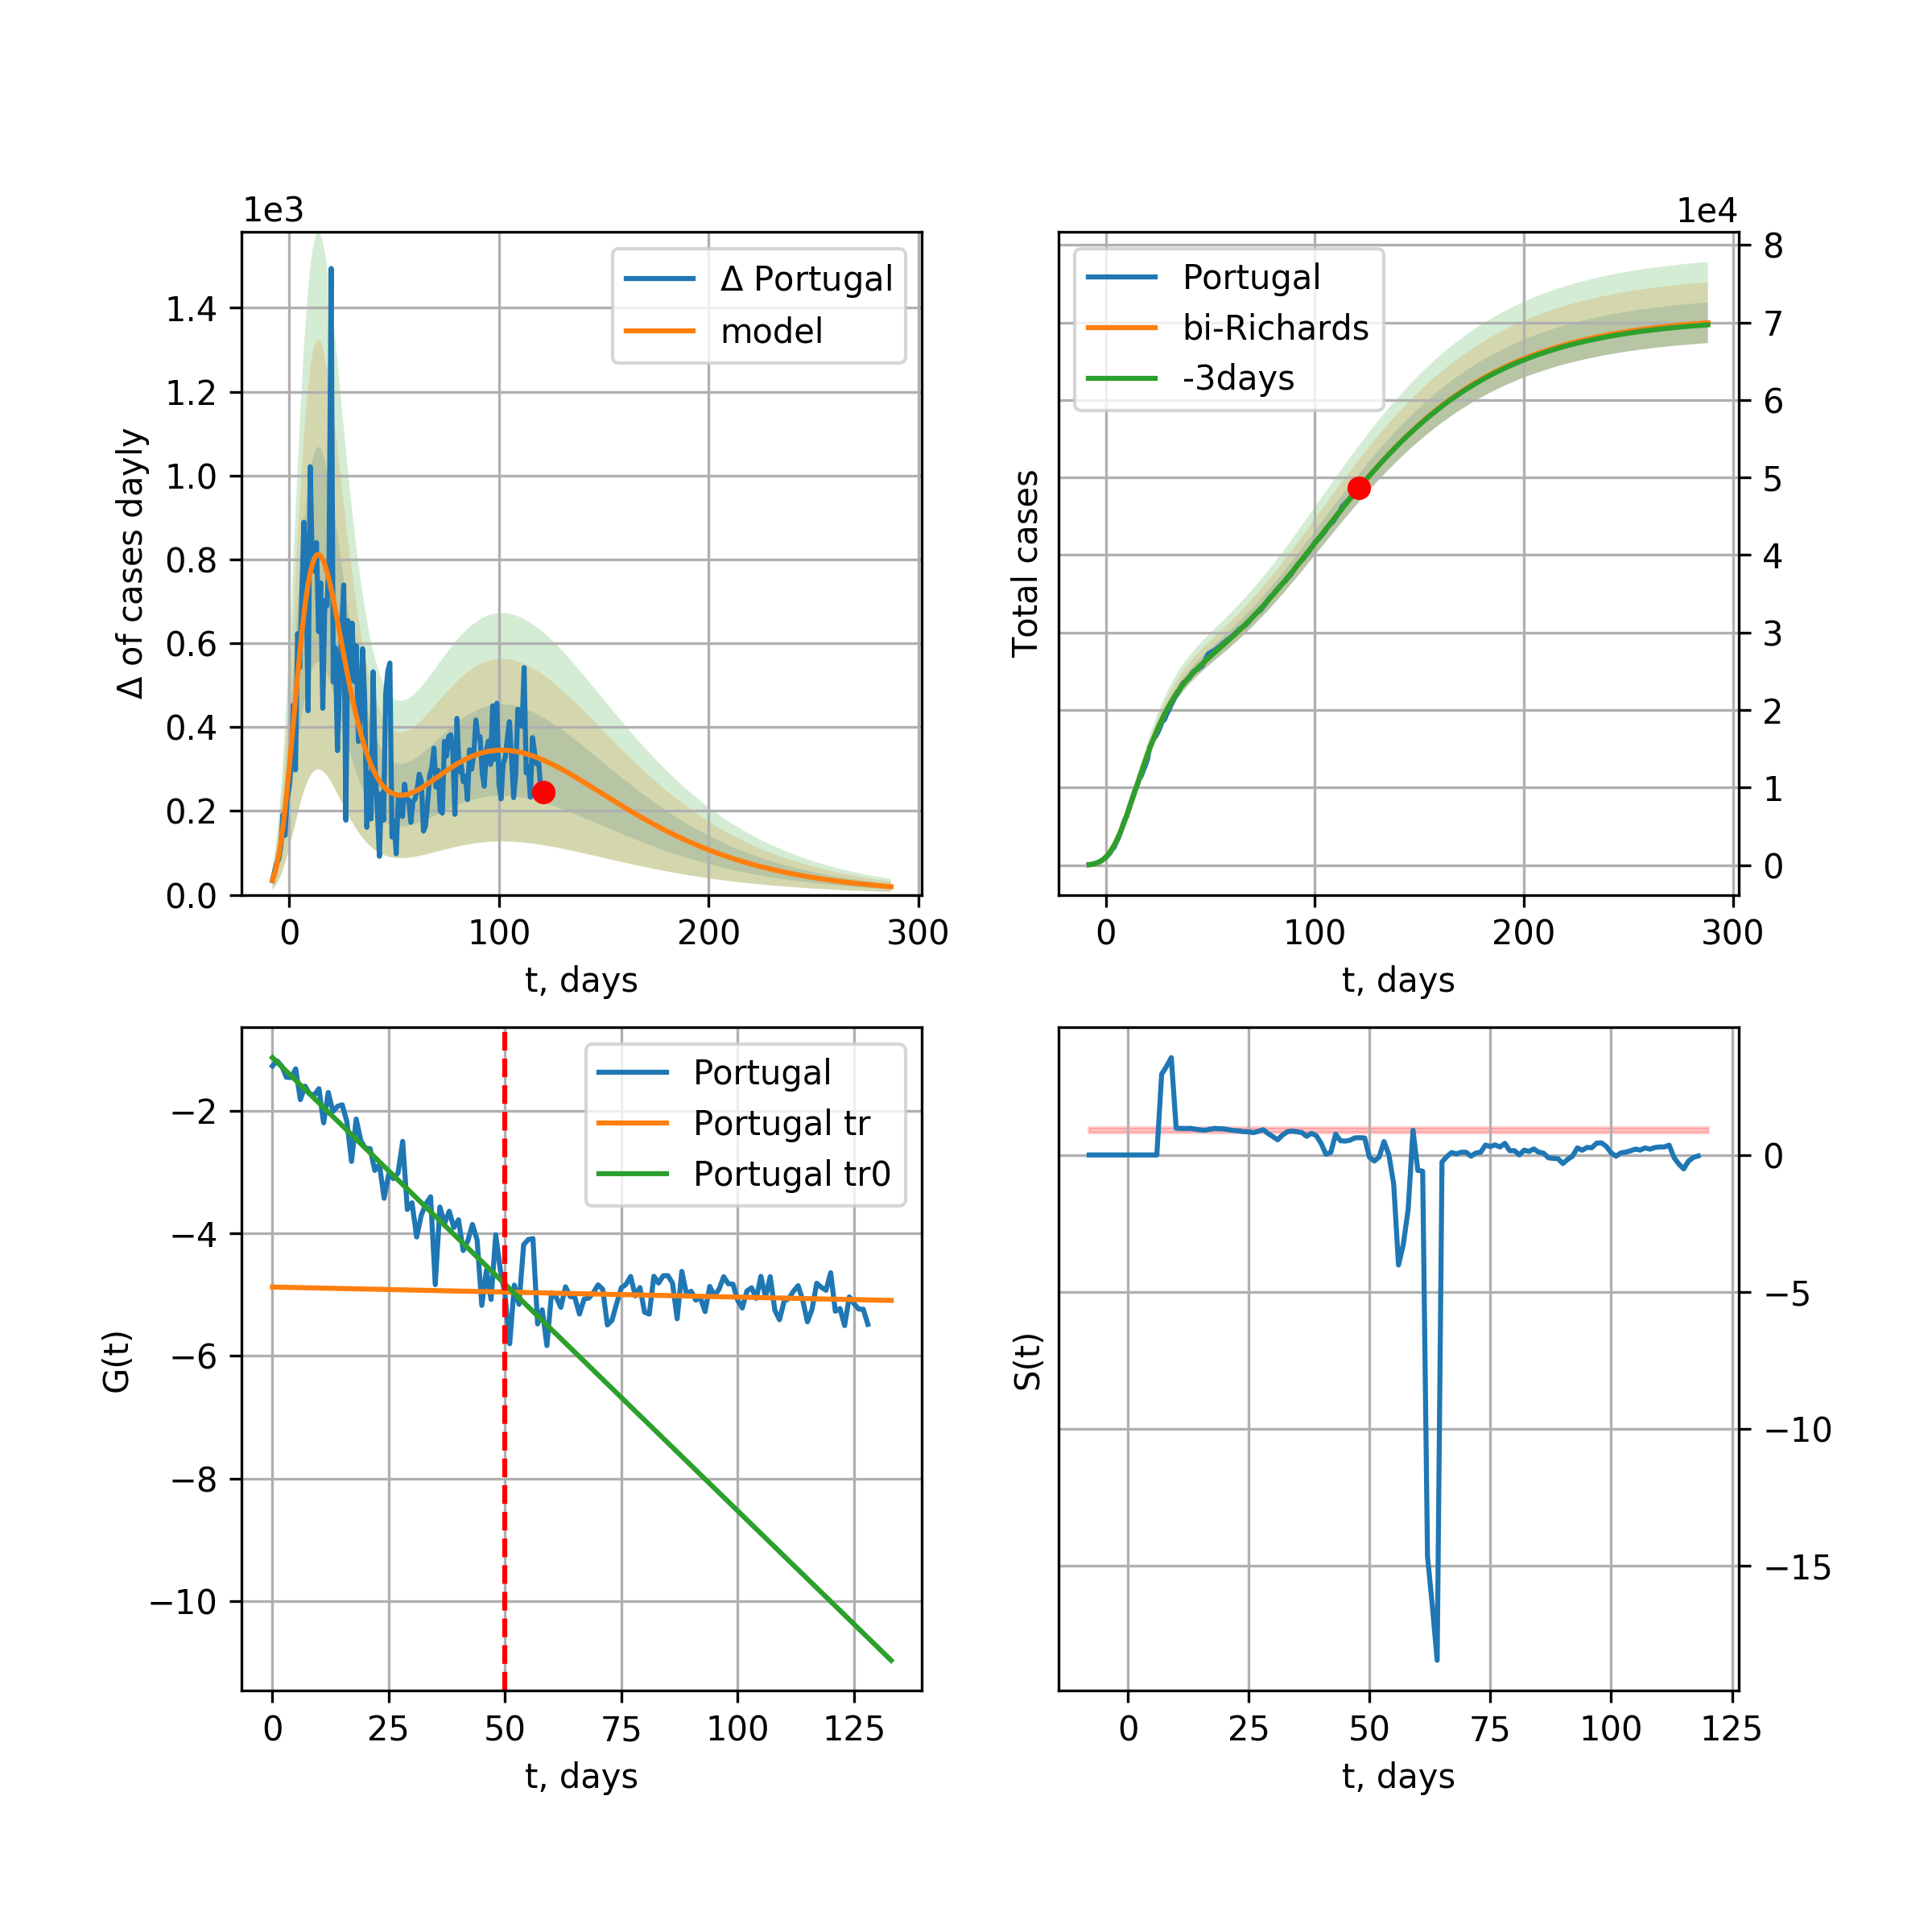 1e3
Δ of cases dayly
1.4
1.2
1.0
0.8
0.6
0.4
0.2
0.0
0 100 200 300
t, days
Δ Portugal
model
1e4
Total cases
8
7
6
5
4
3
2
1
0
0 100 200 300
t, days
Portugal
bi-Richards
-3days
G(t)
−2
−4
−6
−8
−10
0 25 50 75 100 125
t, days
Portugal
Portugal tr
Portugal tr0
S(t)
0
−5
−10
−15
0 25 50 75 100 125
t, days